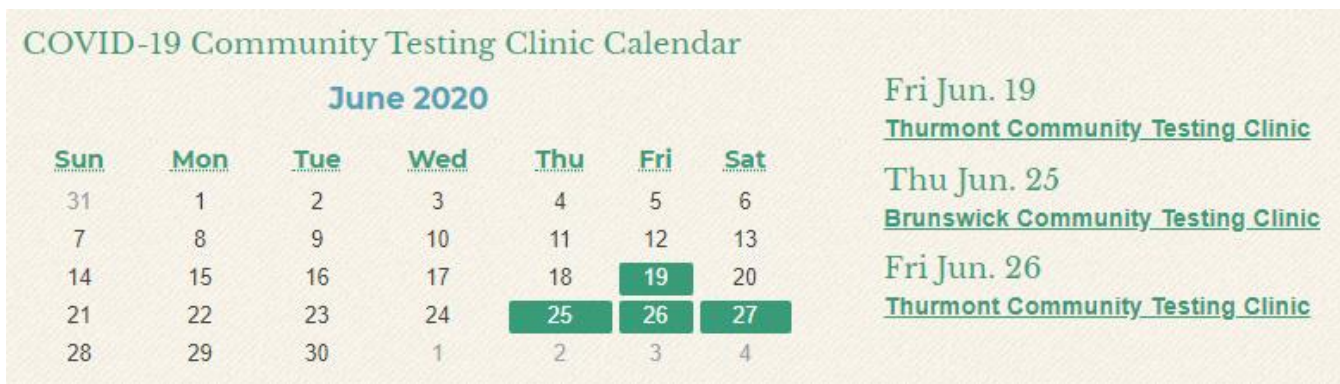 COVID-19 Community Testing Clinic Calendar
June 2020
Sun Mon Tue Wed Thu Fri Sat
31 1 2 3 4 5 6
7 8 9 10 11 12 13
14 15 16 17 18 19 20
21 22 23 24 25 26 27
28 29 30 1 2 3 4
Fri Jun. 19
Thurmont Community Testing Clinic
Thu Jun. 25
Brunswick Community Testing Clinic
Fri Jun. 26
Thurmont Community Testing Clinic